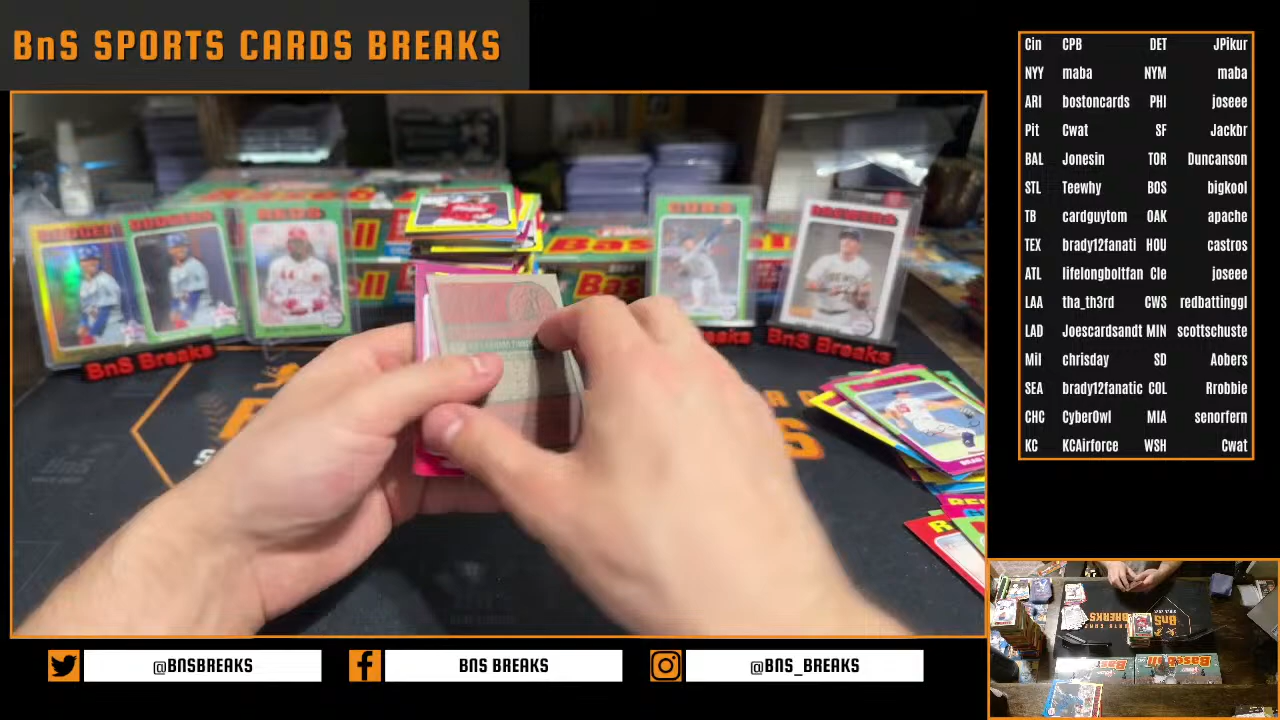 BnS SPORTS CARDS BREAKS
Cin CPB DET JPikur
NYY maba NYM maba
ARI bostoncards PHI joseee
Pit Cwat SF Jackbr
BAL Jonesin TOR Duncanson
STL Teewhy BOS bigkool
TB cardguytom OAK apache
TEX brady12fanati HOU castros
ATL lifelongboltfan Cle joseee
LAA tha_th3rd CWS redbattinggl
LAD Joescardsandt MIN scottschuste
Mil chrisday SD Aobers
SEA brady12fanatic COL Rrobbie
CHC CyberOwl MIA senorfern
KC KCAirforce WSH Cwat
BnS Breaks
BnS Breaks
@BNSBREAKS
BNS BREAKS
@BNS_BREAKS